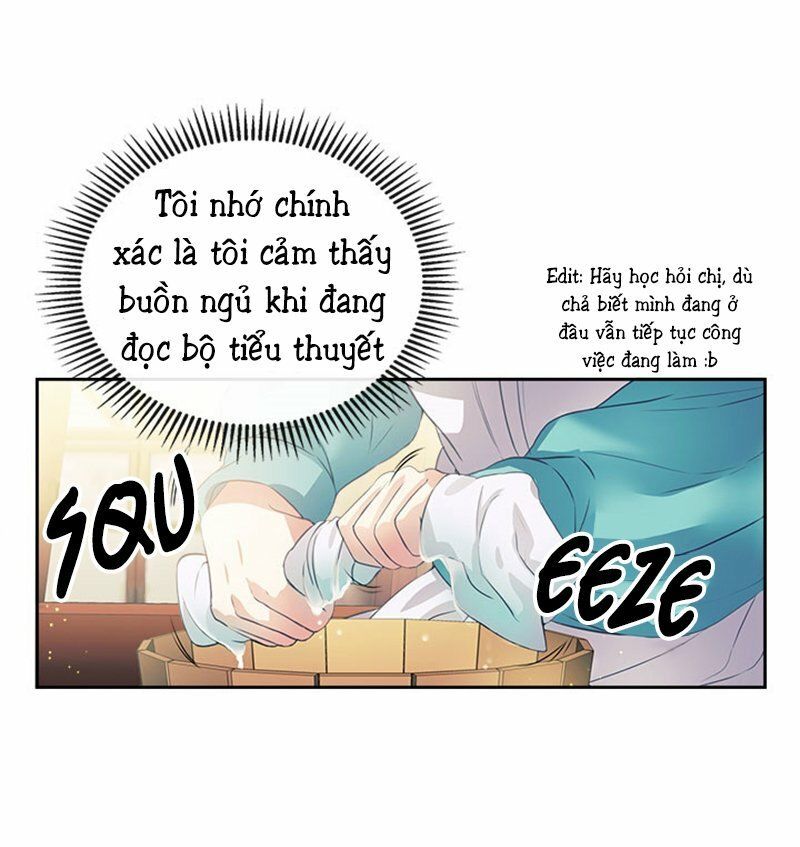 Tôi nhớ chính
xác là tôi cảm thấy
buồn ngủ khi đang
đọc bộ tiểu thuyết
Edit: Hãy học hỏi chị, dù
chả biết mình đang ở
đâu vẫn tiếp tục công
việc đang làm :b
SQU
EEZE